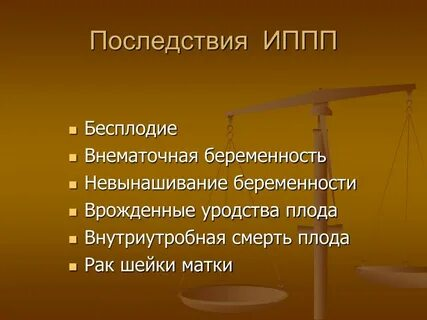 Последствия ИППП
Бесплодие
Внематочная беременность
Невынашивание беременности
Врожденные уродства плода
Внутриутробная смерть плода
Рак шейки матки